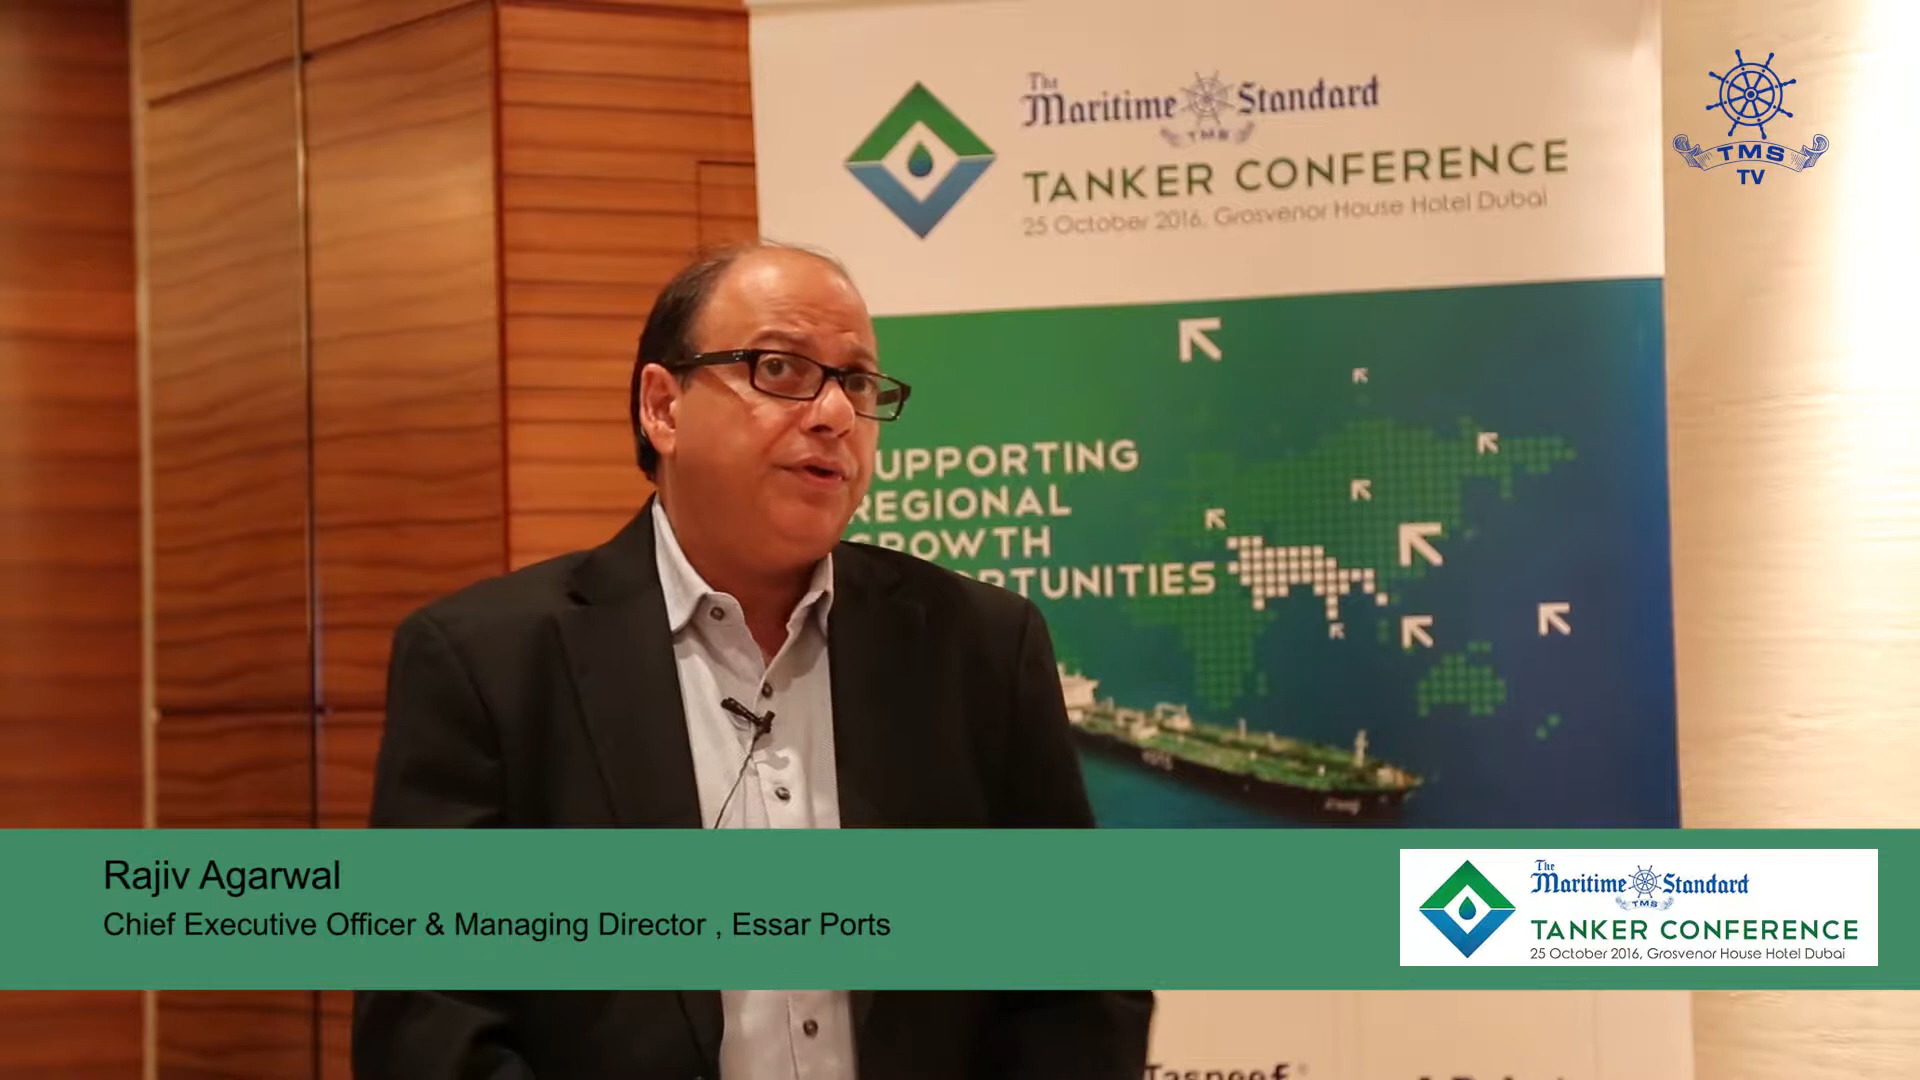 The
Maritime Standard
TMS
TANKER CONFERENCE
25 October 2016, Grosvenor House Hotel Dubai
TMS
TV
UPPORTING
REGIONAL
GROWTH
RTUNITIES
Rajiv Agarwal
Chief Executive Officer & Managing Director , Essar Ports
The
Maritime Standard
TMS
TANKER CONFERENCE
25 October 2016, Grosvenor House Hotel Dubai
Tasneef